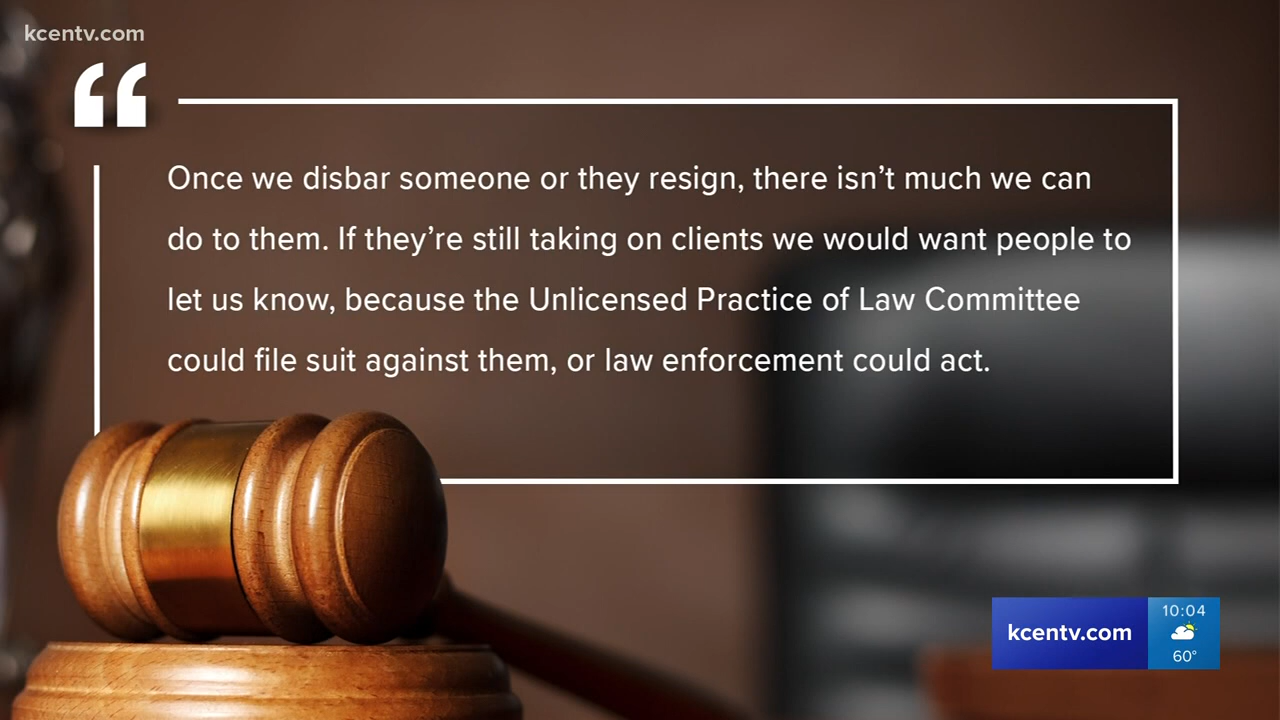 kcentv.com
“
Once we disbar someone or they resign, there isn’t much we can
do to them. If they’re still taking on clients we would want people to
let us know, because the Unlicensed Practice of Law Committee
could file suit against them, or law enforcement could act.
kcentv.com
10:04
60°